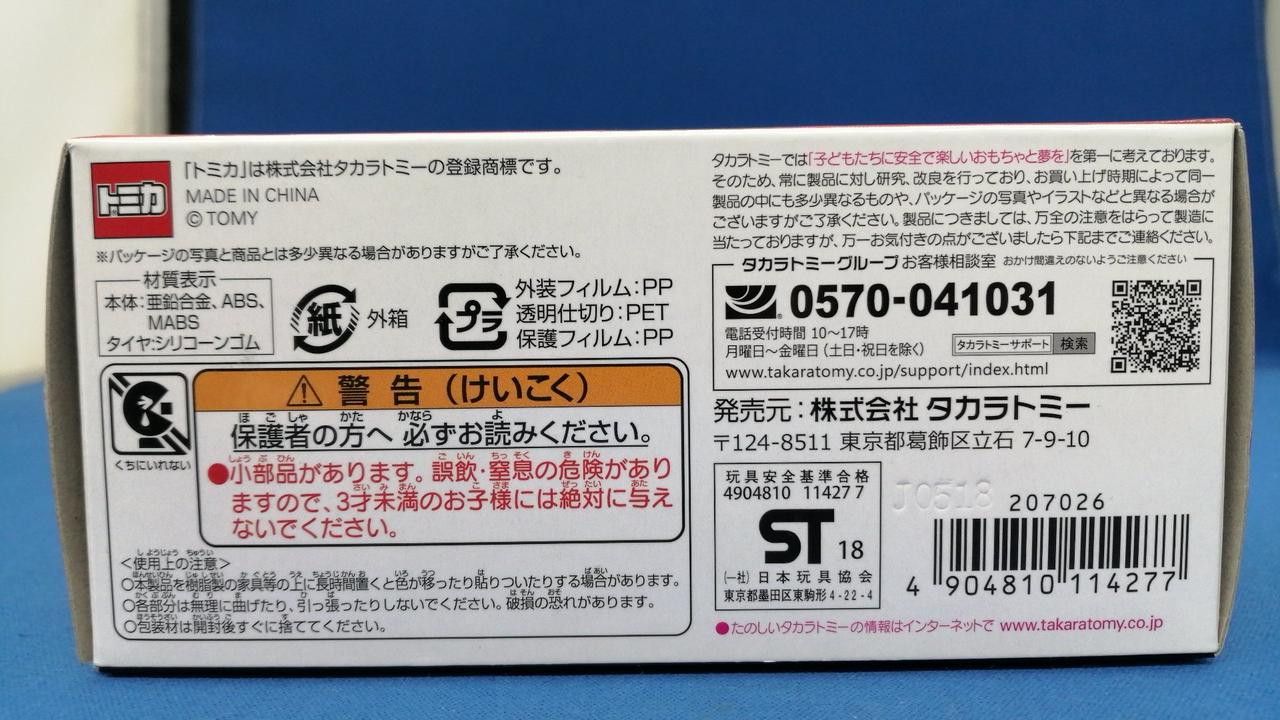 トミカ
「トミカ」は株式会社タカラトミーの登録商標です。
MADE IN CHINA
© TOMY
※パッケージの写真と商品とは多少異なる場合がありますがご了承ください。
材質表示
本体:亜鉛合金、ABS、
MABS
タイヤ:シリコーンゴム
紙 外箱
プラ
外装フィルム:PP
透明仕切り:PET
保護フィルム:PP
くちにいれない
警告(けいこく)
保護者の方へ 必ずお読みください。
●小部品があります。誤飲・窒息の危険があり
ますので、3才未満のお子様には絶対に与え
ないでください。
<使用上の注意>
○本製品を樹脂製の家具等の上に長時間置くと色が移ったり貼りついたりする場合があります。
○各部分は無理に曲げたり、引っ張ったりしないでください。破損の恐れがあります。
○包装材は開封後すぐに捨ててください。
タカラトミーでは「子どもたちに安全で楽しいおもちゃと夢を」を第一に考えております。
そのため、常に製品に対し研究、改良を行っており、お買い上げ時期によって同一
製品の中にも多少異なるものや、パッケージの写真やイラストなどと異なる場合が
ございますがご了承ください。製品につきましては、万全の注意をはらって製造に
当たっておりますが、万一お気付きの点がございましたら下記までご連絡ください。
タカラトミーグループ お客様相談室 おかけ間違えのないようご注意ください
0570-041031
電話受付時間 10〜17時
月曜日〜金曜日(土日・祝日を除く)
タカラトミーサポート 検索
www.takaratomy.co.jp/support/index.html
発売元:株式会社 タカラトミー
〒124-8511 東京都葛飾区立石 7-9-10
玩具安全基準合格
4904810 11427 7
ST 18
(一社)日本玩具協会
東京都墨田区東駒形4-22-4
J0518
207026
4 904810 114277
●たのしいタカラトミーの情報はインターネットで www.takaratomy.co.jp